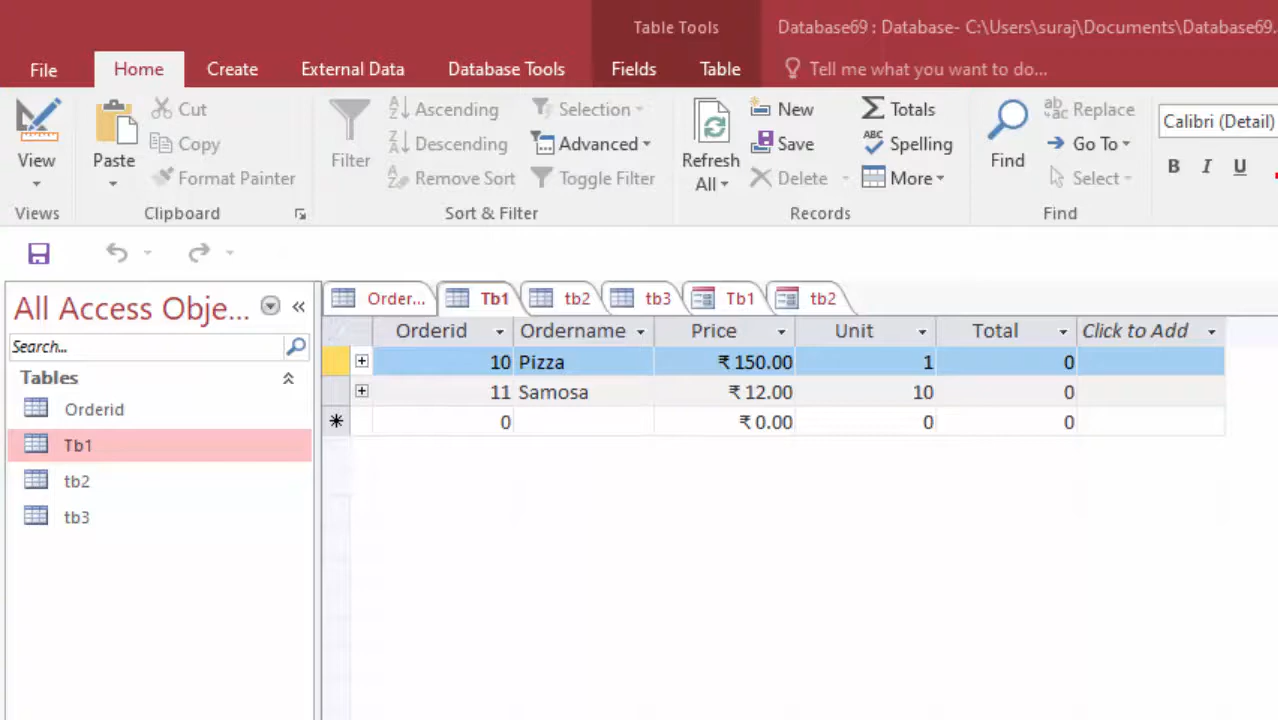 Table Tools
Database69 : Database- C:\Users\suraj\Documents\Database69.
File Home Create External Data Database Tools Fields Table Tell me what you want to do...
View
Views
Paste
Cut
Copy
Format Painter
Clipboard
Filter
Ascending
Descending
Remove Sort
Selection
Advanced
Toggle Filter
Sort & Filter
Refresh
All
New
Save
Delete
Totals
Spelling
More
Records
Find
Replace
Go To
Select
Find
Calibri (Detail)
B I U
All Access Obje...
Search...
Tables
Orderid
Tb1
tb2
tb3
Order... Tb1 tb2 tb3 Tb1 tb2
Orderid Ordername Price Unit Total Click to Add
10 Pizza ₹ 150.00 1 0
11 Samosa ₹ 12.00 10 0
0 ₹ 0.00 0 0